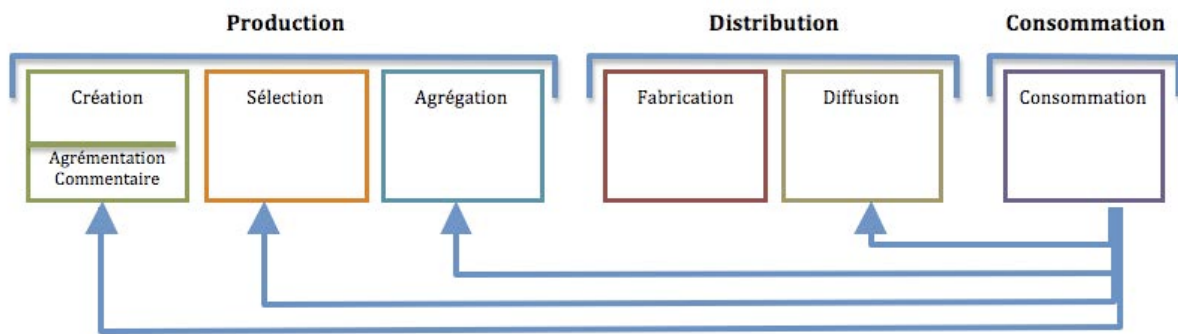 Production
Distribution
Consommation
Création
Sélection
Agrégation
Fabrication
Diffusion
Consommation
Agrémentation
Commentaire